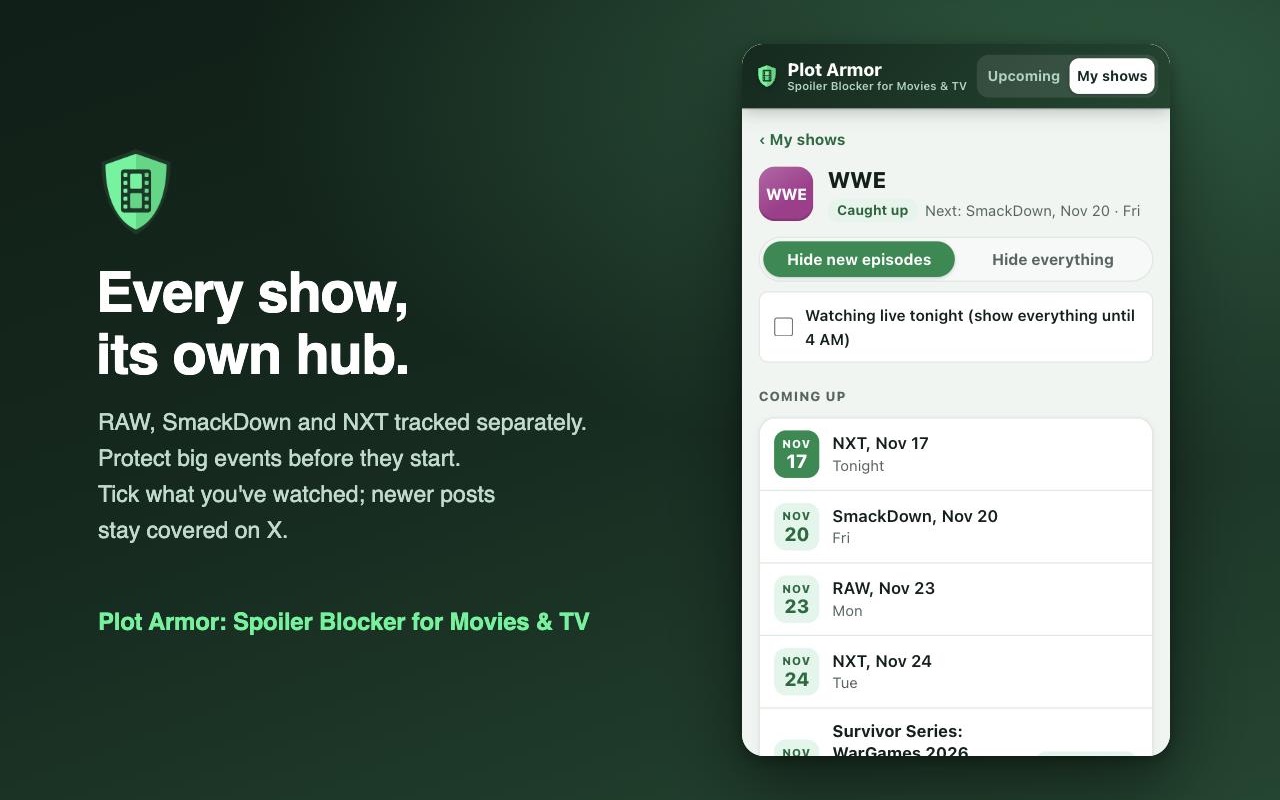 Every show,
its own hub.
RAW, SmackDown and NXT tracked separately.
Protect big events before they start.
Tick what you've watched; newer posts
stay covered on X.
Plot Armor: Spoiler Blocker for Movies & TV
Plot Armor
Spoiler Blocker for Movies & TV
Upcoming
My shows
‹ My shows
WWE
WWE
Caught up
Next: SmackDown, Nov 20 · Fri
Hide new episodes
Hide everything
Watching live tonight (show everything until
4 AM)
COMING UP
NOV
17
NXT, Nov 17
Tonight
NOV
20
SmackDown, Nov 20
Fri
NOV
23
RAW, Nov 23
Mon
NOV
24
NXT, Nov 24
Tue
NOV
Survivor Series:
WarGames 2026